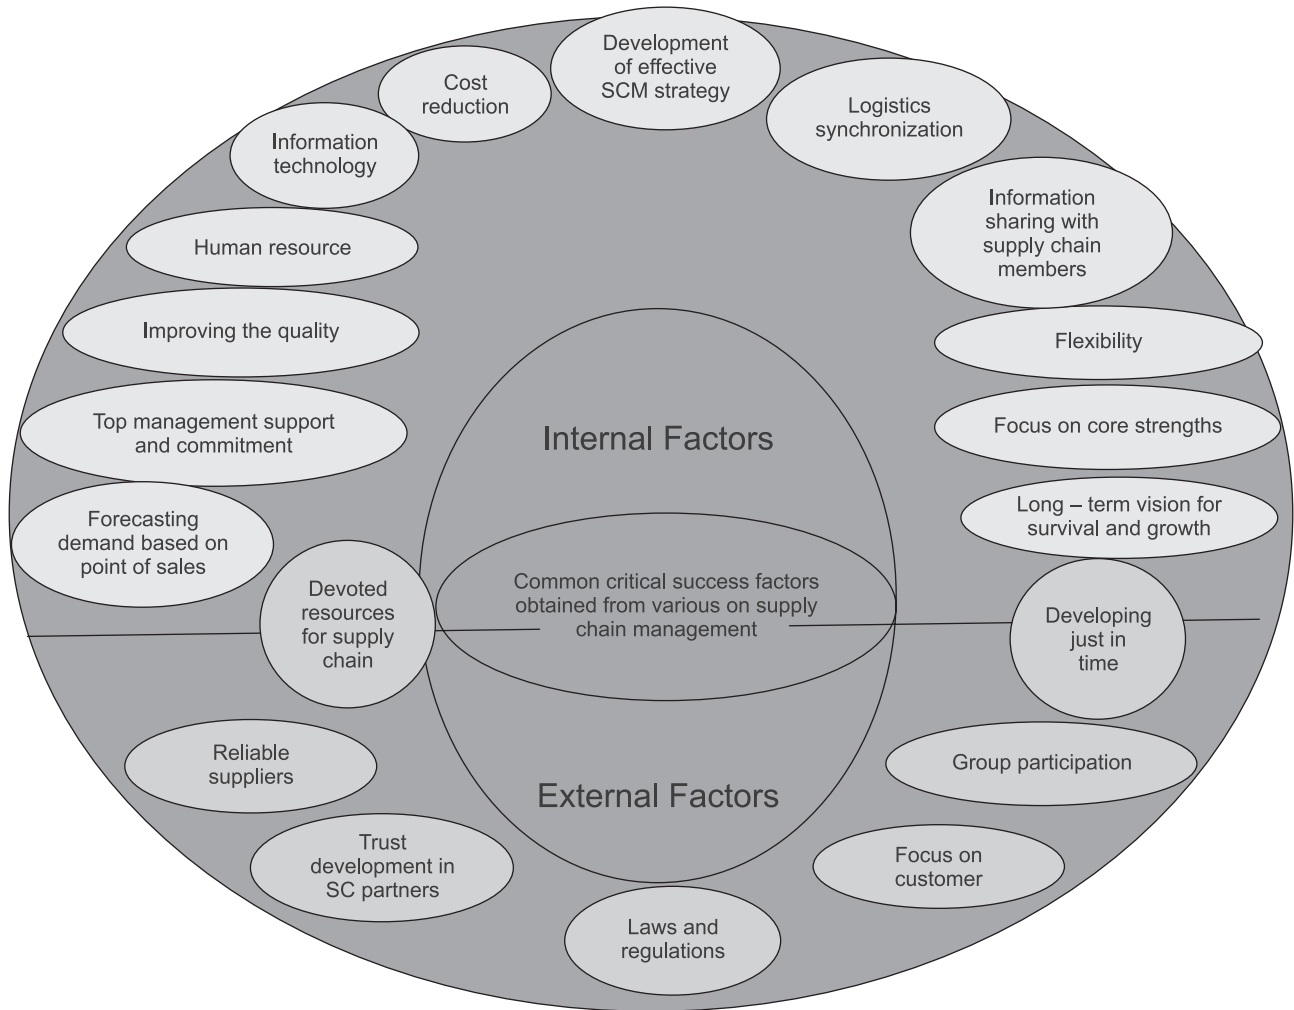 Development
of effective
SCM strategy
Cost
reduction
Logistics
synchronization
Information
technology
Information
sharing with
supply chain
members
Human resource
Improving the quality
Flexibility
Top management support
and commitment
Internal Factors
Focus on core strengths
Forecasting
demand based on
point of sales
Long – term vision for
survival and growth
Devoted
resources
for supply
chain
Common critical success factors
obtained from various on supply
chain management
Developing
just in
time
Reliable
suppliers
Group participation
External Factors
Trust
development in
SC partners
Focus on
customer
Laws and
regulations